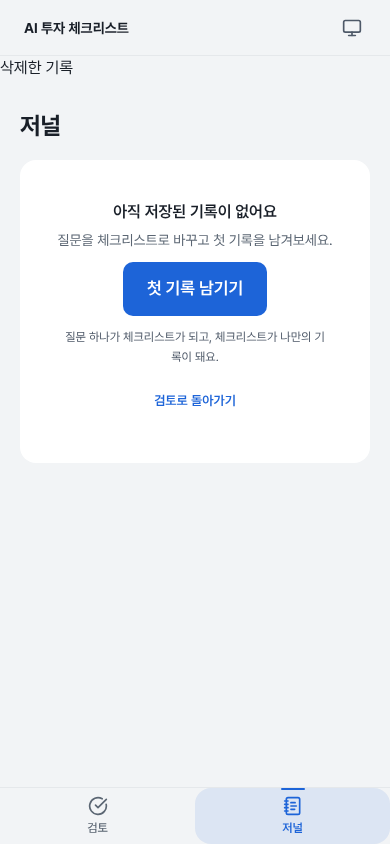 AI 투자 체크리스트
삭제한 기록
저널
아직 저장된 기록이 없어요
질문을 체크리스트로 바꾸고 첫 기록을 남겨보세요.
첫 기록 남기기
질문 하나가 체크리스트가 되고, 체크리스트가 나만의 기
록이 돼요.
검토로 돌아가기
검토
저널